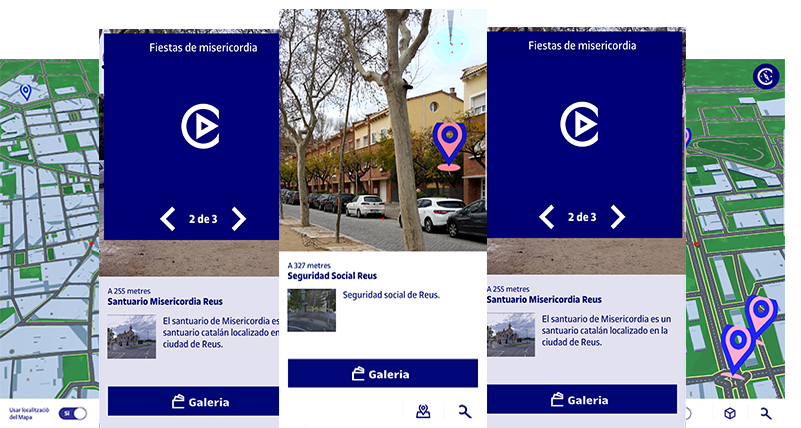 Usar localització
del Mapa
SÍ
Fiestas de misericordia
2 de 3
A 255 metres
Santuario Misericordia Reus
El santuario de Misericordia es
santuario catalán localizado en
ciudad de Reus.
Galeria
A 327 metres
Seguridad Social Reus
Seguridad social de Reus.
Galeria
Fiestas de misericordia
2 de 3
A 255 metres
Santuario Misericordia Reus
El santuario de Misericordia es un
santuario catalán localizado en la
ciudad de Reus.
Galeria